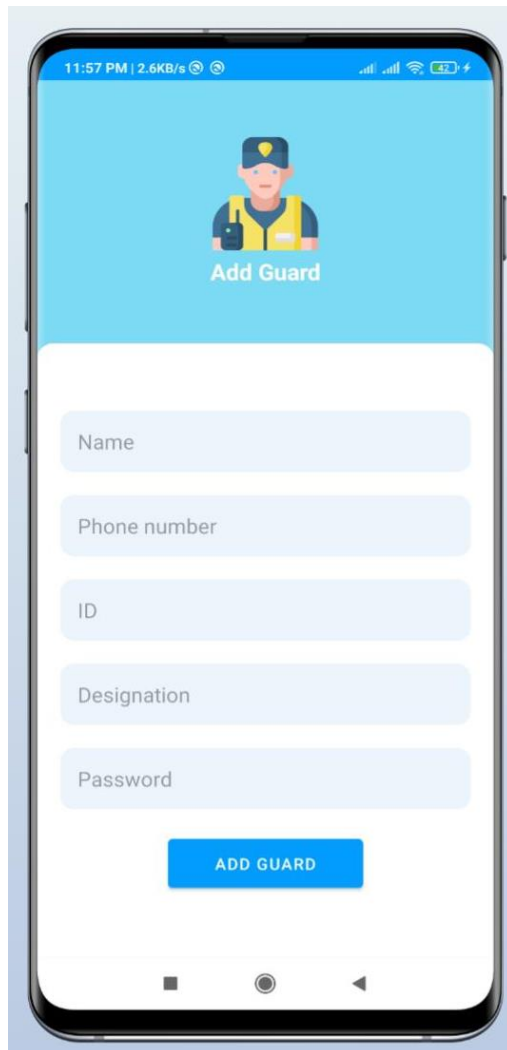 11:57 PM | 2.6KB/s
42
Add Guard
Name
Phone number
ID
Designation
Password
ADD GUARD